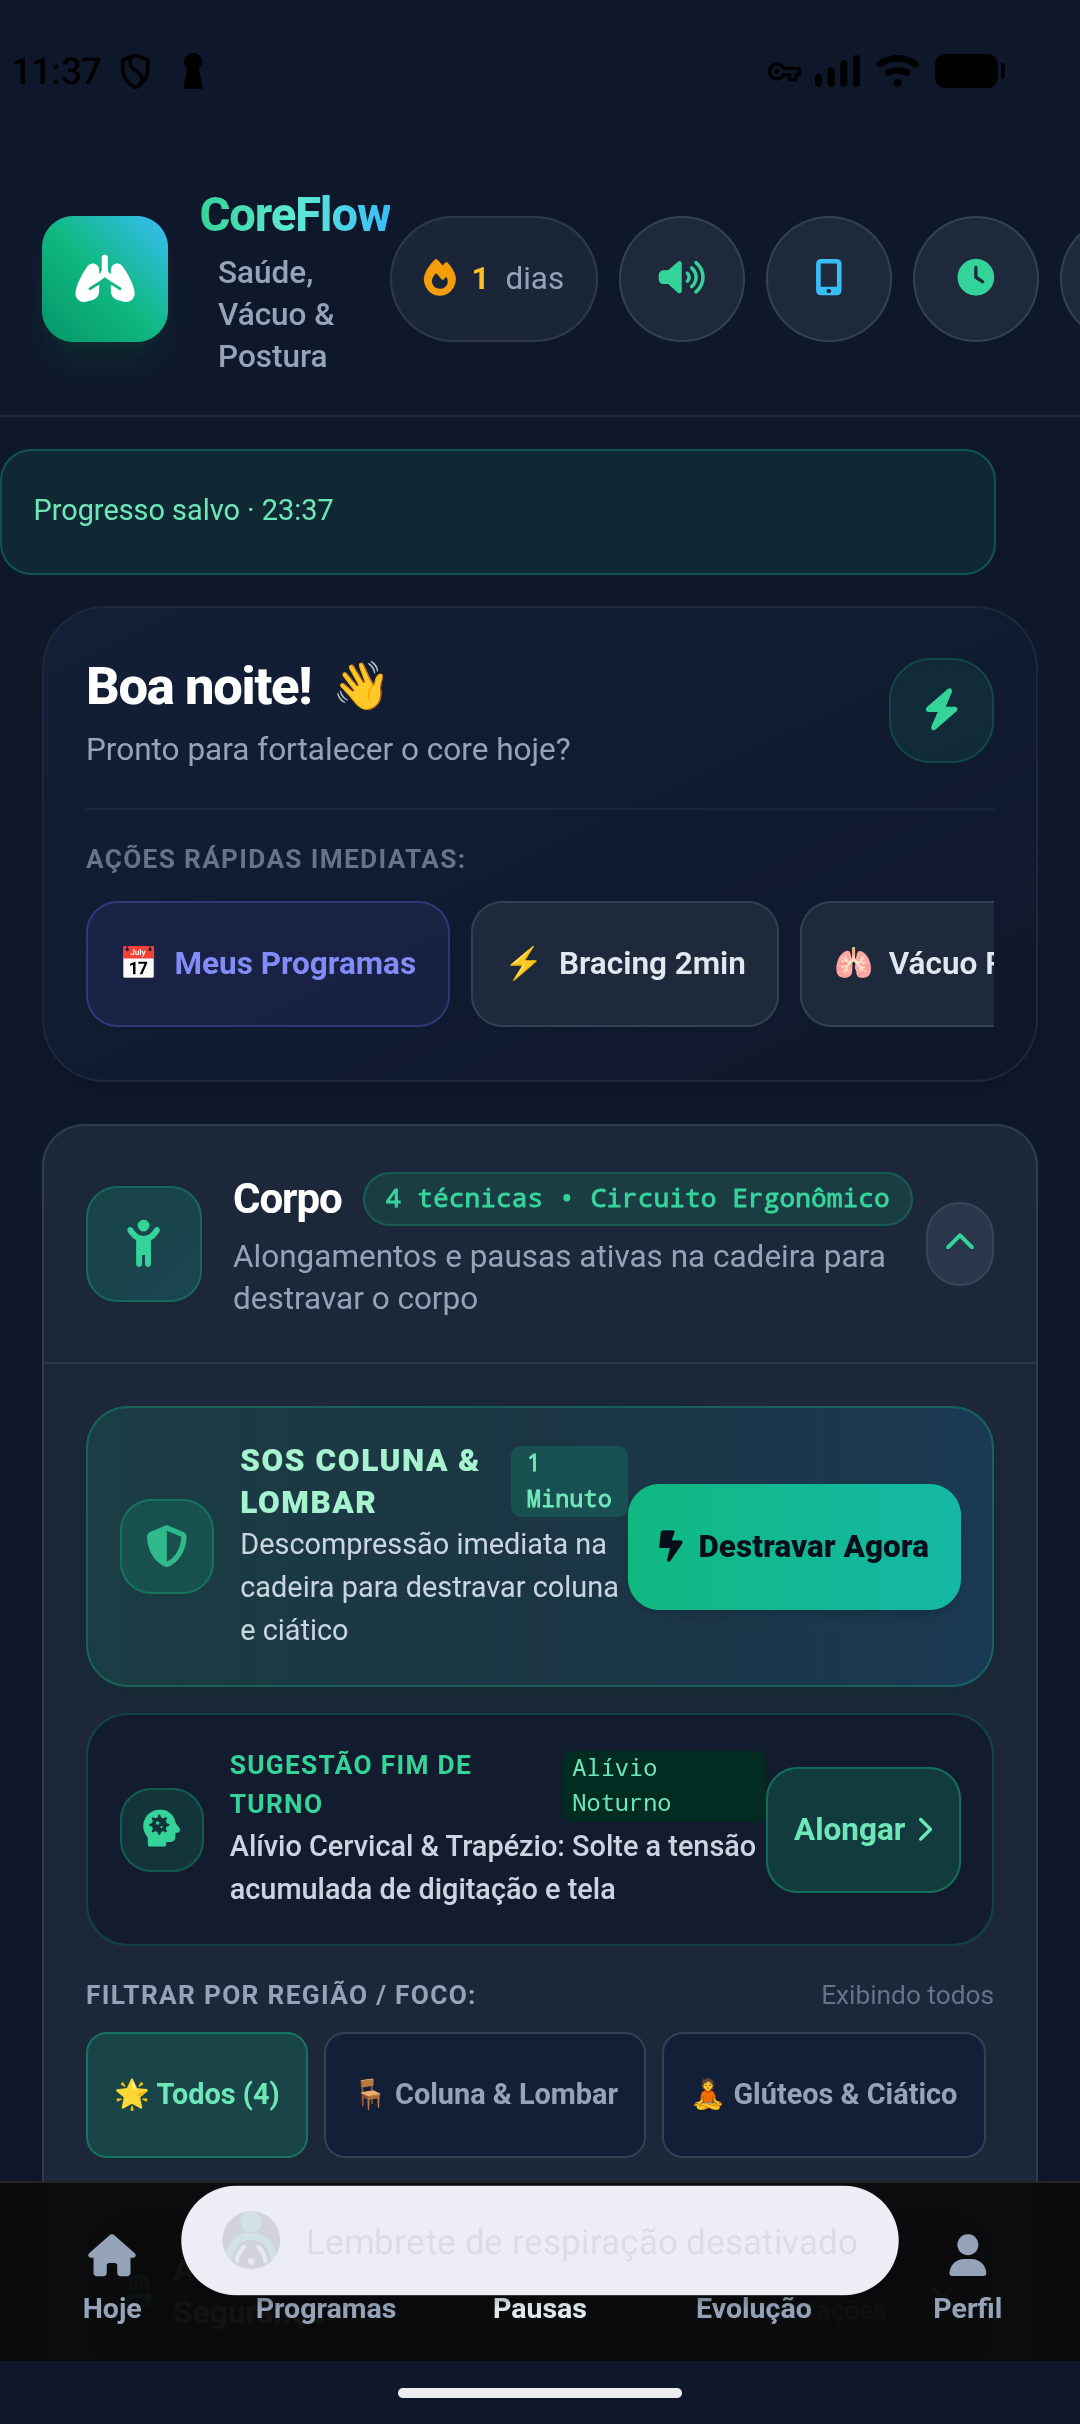 11:37
CoreFlow
Saúde,
Vácuo &
Postura
1 dias
Progresso salvo · 23:37
Boa noite! 👋
Pronto para fortalecer o core hoje?
AÇÕES RÁPIDAS IMEDIATAS:
📅 Meus Programas
⚡ Bracing 2min
🫁 Vácuo
Corpo
4 técnicas • Circuito Ergonômico
Alongamentos e pausas ativas na cadeira para
destravar o corpo
SOS COLUNA &
LOMBAR
1
Minuto
Descompressão imediata na
cadeira para destravar coluna
e ciático
Destravar Agora
SUGESTÃO FIM DE
TURNO
Alívio
Noturno
Alívio Cervical & Trapézio: Solte a tensão
acumulada de digitação e tela
Alongar
FILTRAR POR REGIÃO / FOCO:
Exibindo todos
🌟 Todos (4)
🪑 Coluna & Lombar
🧘 Glúteos & Ciático
Lembrete de respiração desativado
Hoje
Programas
Pausas
Evolução
Perfil